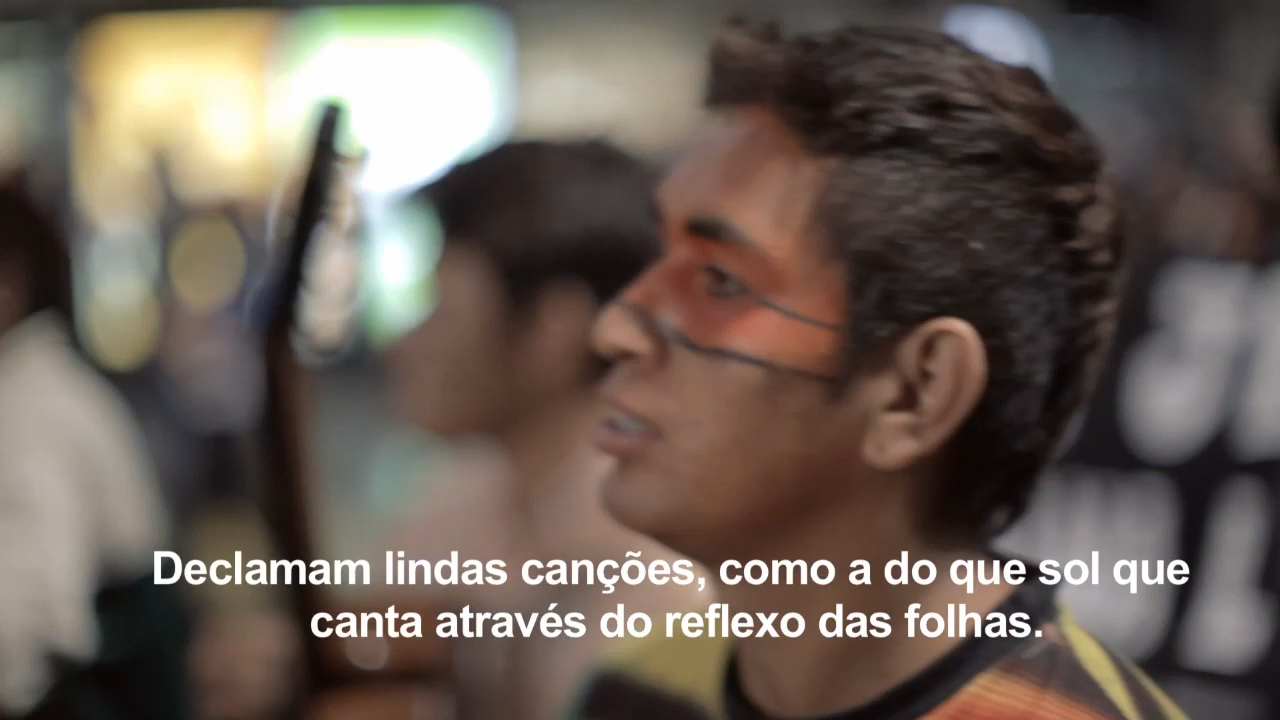 Declamam lindas canções, como a do que sol que
canta através do reflexo das folhas.